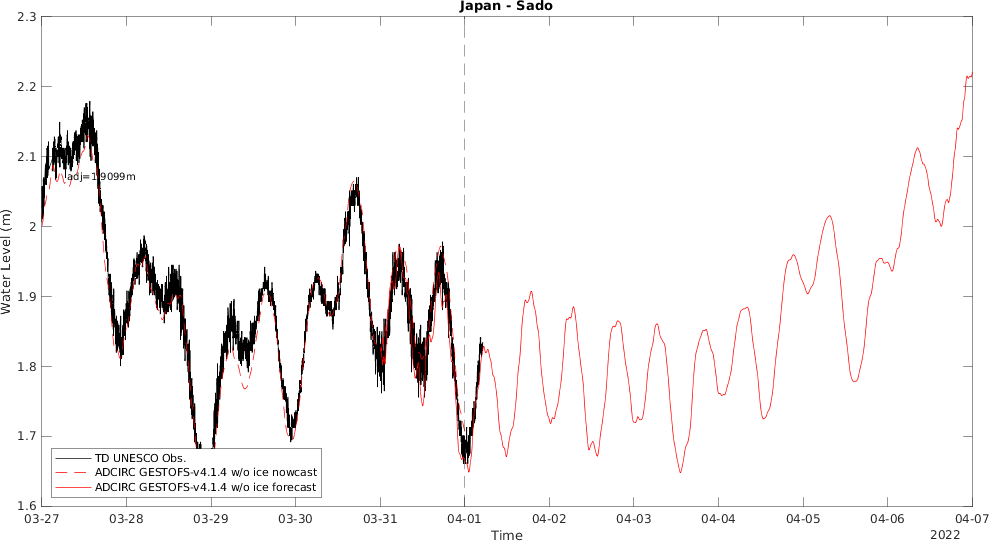 Japan - Sado
2.3
2.2
2.1
2
1.9
1.8
1.7
1.6
Water Level (m)
adj=1.9099m
TD UNESCO Obs.
ADCIRC GESTOFS-v4.1.4 w/o ice nowcast
ADCIRC GESTOFS-v4.1.4 w/o ice forecast
03-27 03-28 03-29 03-30 03-31 04-01 04-02 04-03 04-04 04-05 04-06 04-07
Time
2022